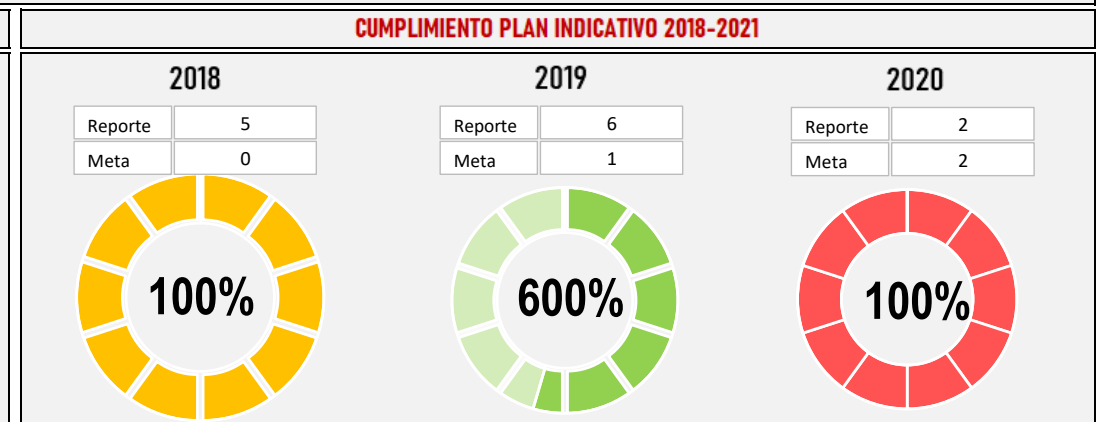 CUMPLIMIENTO PLAN INDICATIVO 2018-2021
2018
2019
2020
Reporte 5
Meta 0
Reporte 6
Meta 1
Reporte 2
Meta 2
100%
600%
100%